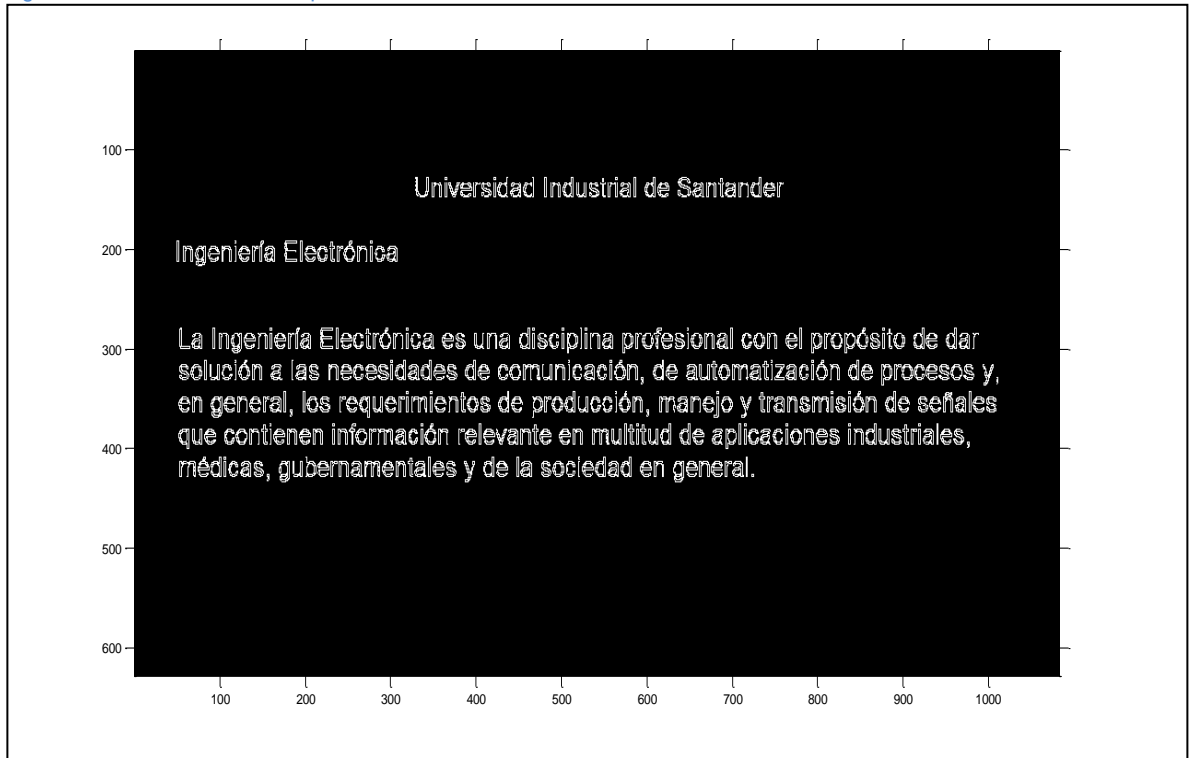 Universidad Industrial de Santander
Ingeniería Electrónica
La Ingeniería Electrónica es una disciplina profesional con el propósito de dar
solución a las necesidades de comunicación, de automatización de procesos y,
en general, los requerimientos de producción, manejo y transmisión de señales
que contienen información relevante en multitud de aplicaciones industriales,
médicas, gubernamentales y de la sociedad en general.
100
200
300
400
500
600
100 200 300 400 500 600 700 800 900 1000